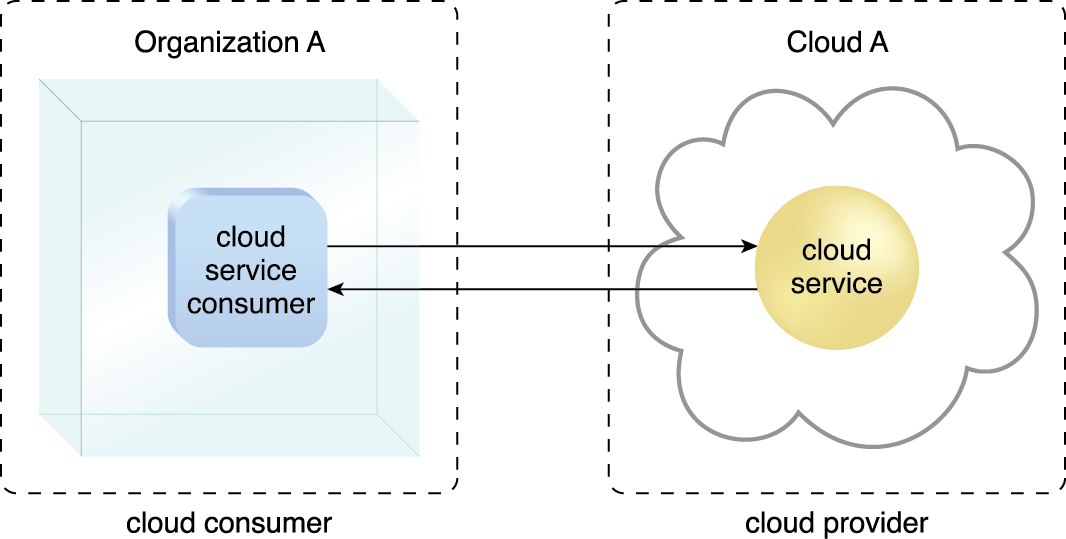 Organization A
Cloud A
cloud
service
consumer
cloud
service
cloud consumer
cloud provider